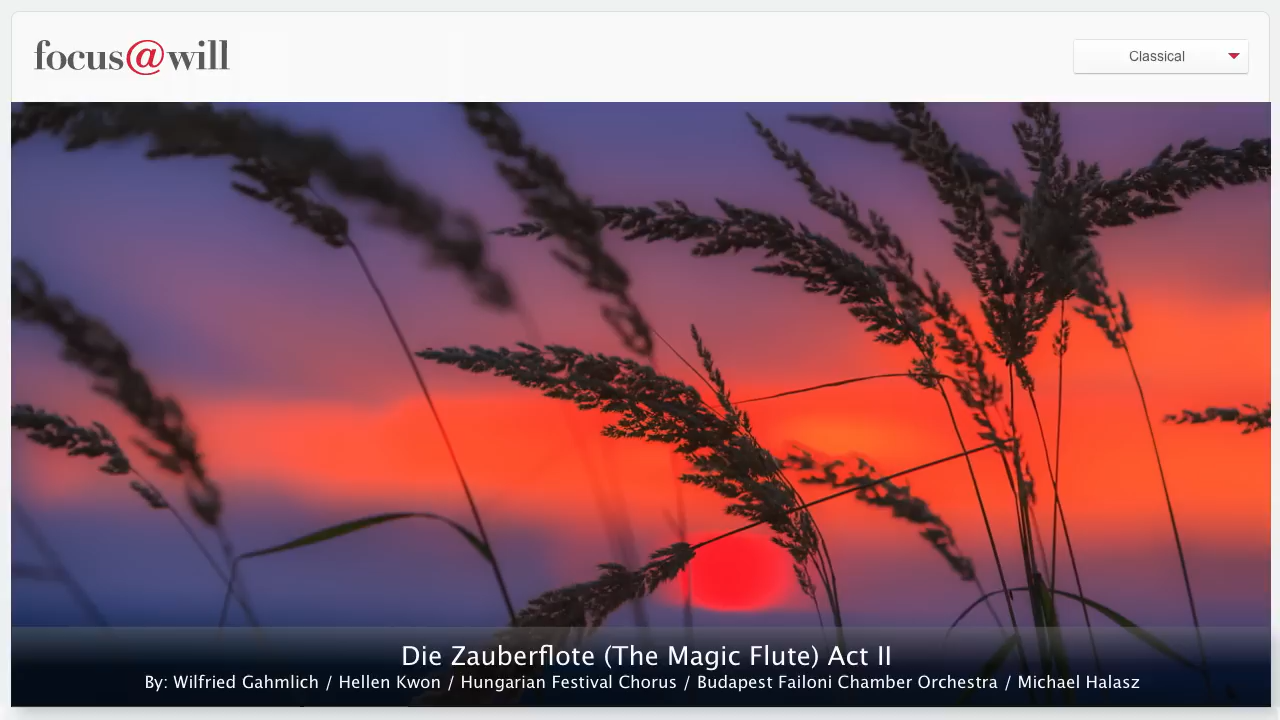 focus@will
Classical
Die Zauberflote (The Magic Flute) Act II
By: Wilfried Gahmlich / Hellen Kwon / Hungarian Festival Chorus / Budapest Failoni Chamber Orchestra / Michael Halasz